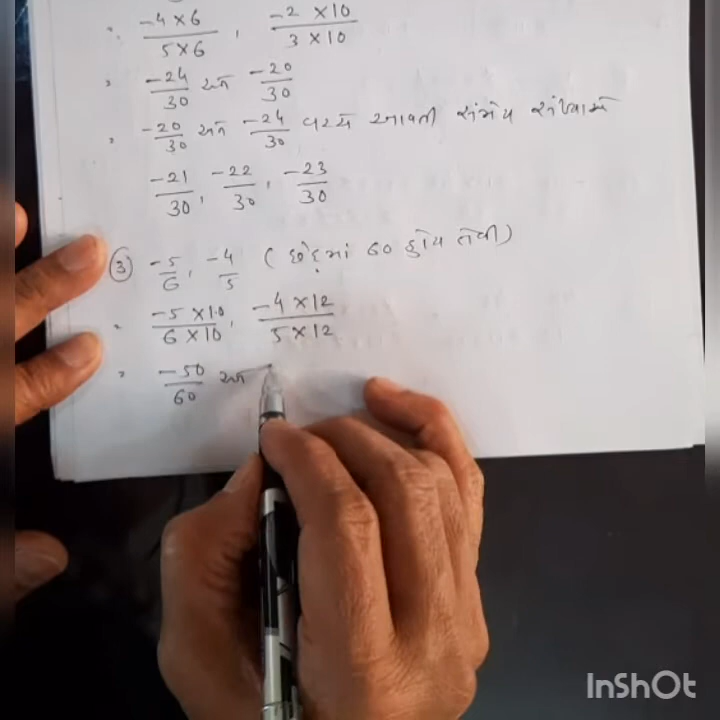 ∴ -4×6/5×6 , -2×10/3×10
, -24/30 અને -20/30
, -20/30 અને -24/30 વચ્ચે આવતી સંમેય સંખ્યાઓ
-21/30 , -22/30 , -23/30
③ -5/6 , -4/5 (છેદમાં 60 હોય તેવી)
= -5×10/6×10 , -4×12/5×12
, -50/60 અને -
InShOt